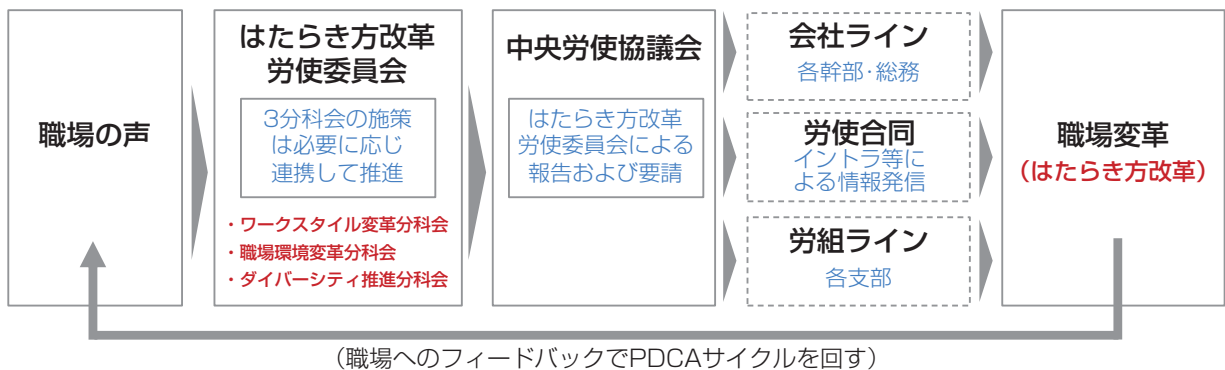 職場の声
はたらき方改革
労使委員会
3分科会の施策
は必要に応じ
連携して推進
・ワークスタイル変革分科会
・職場環境変革分科会
・ダイバーシティ推進分科会
中央労使協議会
はたらき方改革
労使委員会による
報告および要請
会社ライン
各幹部・総務
労使合同
イントラ等に
よる情報発信
労組ライン
各支部
職場変革
（はたらき方改革）
（職場へのフィードバックでPDCAサイクルを回す）